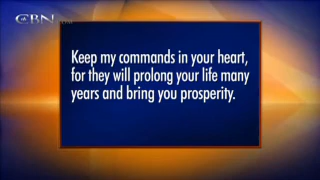 CBN
Keep my commands in your heart,
for they will prolong your life many
years and bring you prosperity.